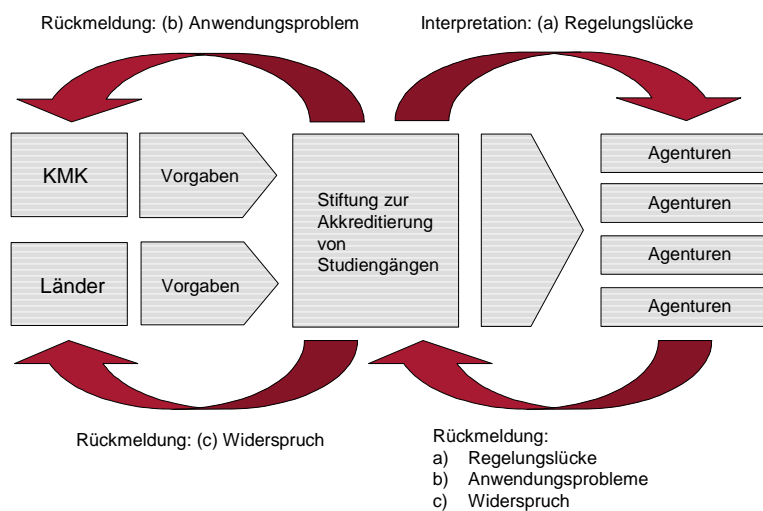 Rückmeldung: (b) Anwendungsproblem
Interpretation: (a) Regelungslücke
KMK
Vorgaben
Länder
Vorgaben
Stiftung zur
Akkreditierung
von
Studiengängen
Agenturen
Agenturen
Agenturen
Agenturen
Rückmeldung: (c) Widerspruch
Rückmeldung:
a) Regelungslücke
b) Anwendungsprobleme
c) Widerspruch